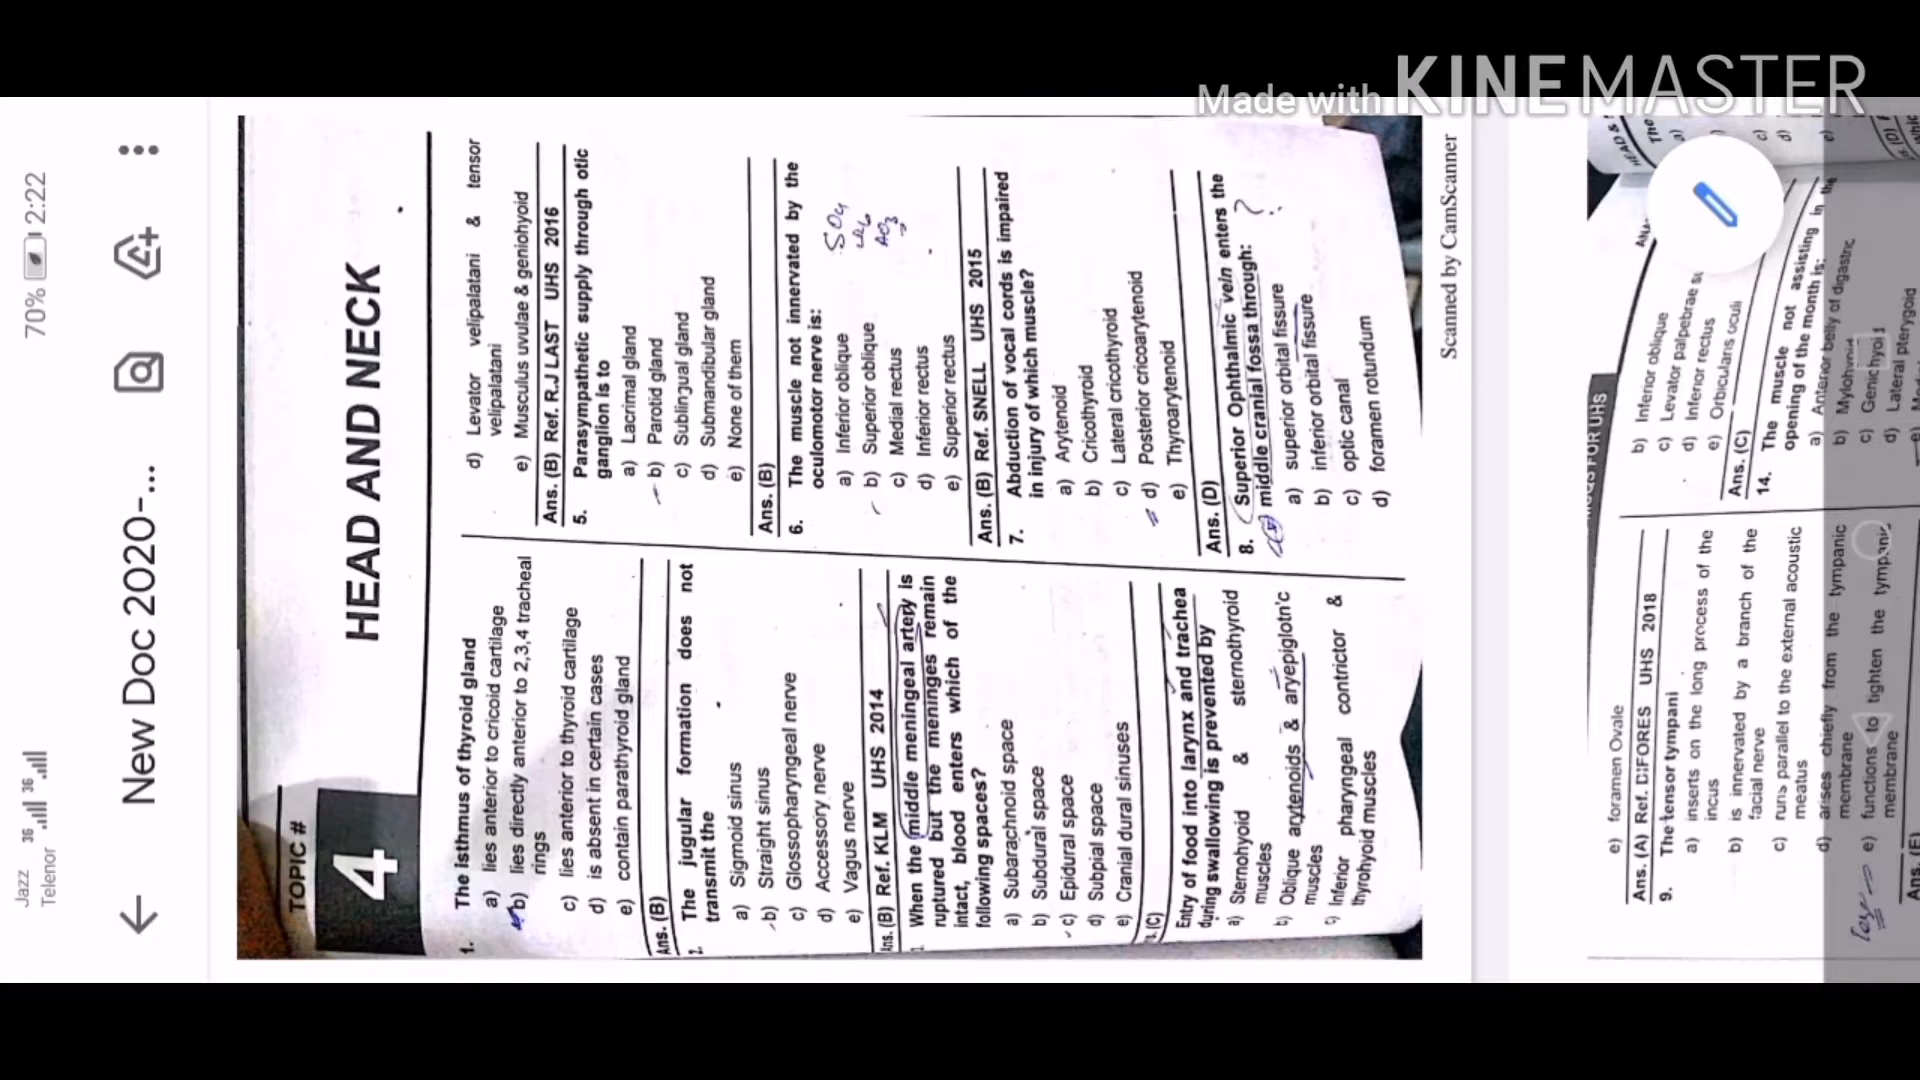 Made with KINEMASTER
Jazz 3G 3G
Telenor
70% 2:22
New Doc 2020-...
TOPIC #
4
HEAD AND NECK
1. The isthmus of thyroid gland
a) lies anterior to cricoid cartilage
b) lies directly anterior to 2,3,4 tracheal
rings
c) lies anterior to thyroid cartilage
d) is absent in certain cases
e) contain parathyroid gland
Ans. (B)
2. The jugular formation does not
transmit the
a) Sigmoid sinus
b) Straight sinus
c) Glossopharyngeal nerve
d) Accessory nerve
e) Vagus nerve
Ans. (B) Ref. KLM UHS 2014
When the middle meningeal artery is
ruptured but the meninges remain
intact, blood enters which of the
following spaces?
a) Subarachnoid space
b) Subdural space
c) Epidural space
d) Subpial space
e) Cranial dural sinuses
(C)
Entry of food into larynx and trachea
during swallowing is prevented by
a) Sternohyoid & sternothyroid
muscles
b) Oblique arytenoids & aryepiglotn'c
muscles
c) Inferior pharyngeal contrictor &
thyrohyoid muscles
d) Levator velipalatani & tensor
velipalatani
e) Musculus uvulae & geniohyoid
Ans. (B) Ref. R.J LAST UHS 2016
5. Parasympathetic supply through otic
ganglion is to
a) Lacrimal gland
b) Parotid gland
c) Sublingual gland
d) Submandibular gland
e) None of them
Ans. (B)
6. The muscle not innervated by the
oculomotor nerve is:
a) Inferior oblique
b) Superior oblique
c) Medial rectus
d) Inferior rectus
e) Superior rectus
SO4
LR6
AO3
Ans. (B) Ref. SNELL UHS 2015
7. Abduction of vocal cords is impaired
in injury of which muscle?
a) Arytenoid
b) Cricothyroid
c) Lateral cricothyroid
d) Posterior cricoarytenoid
e) Thyroarytenoid
Ans. (D)
8. Superior Ophthalmic vein enters the
middle cranial fossa through: ?
a) superior orbital fissure
b) inferior orbital fissure
c) optic canal
d) foramen rotundum
Scanned by CamScanner
FOR UHS
e) foramen Ovale
Ans. (A) Ref. DIFORES UHS 2018
9. The tensor tympani
a) inserts on the long process of the
incus
b) is innervated by a branch of the
facial nerve
c) runs parallel to the external acoustic
meatus
d) arises chiefly from the tympanic
membrane
e) functions to tighten the tympanic
membrane
Ans. (E)
b) Inferior oblique
c) Levator palpebrae
d) Inferior rectus
e) Orbicularis oculi
Ans. (C)
14. The muscle not assisting in the
opening of the month is:
a) Anterior belly of digastric
b) Mylohyoid
c) Genichyoid
d) Lateral pterygoid